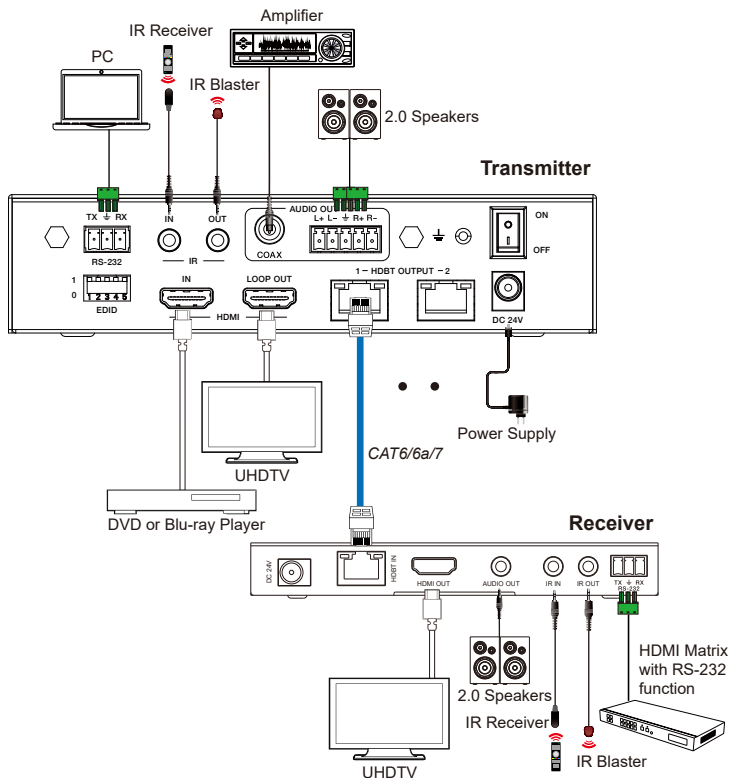 Amplifier
IR Receiver
PC
IR Blaster
2.0 Speakers
Transmitter
TX RX
IN
OUT
AUDIO OUT
L+ L- R+ R-
ON
OFF
RS-232
IR
COAX
1
0
1 2 3 4 5
EDID
IN
LOOP OUT
HDMI
1 - HDBT OUTPUT - 2
DC 24V
CAT6/6a/7
Power Supply
UHDTV
DVD or Blu-ray Player
Receiver
DC 24V
HDBT IN
HDMI OUT
AUDIO OUT
IR IN
IR OUT
TX RX
RS-232
HDMI Matrix
with RS-232
function
2.0 Speakers
IR Receiver
IR Blaster
UHDTV